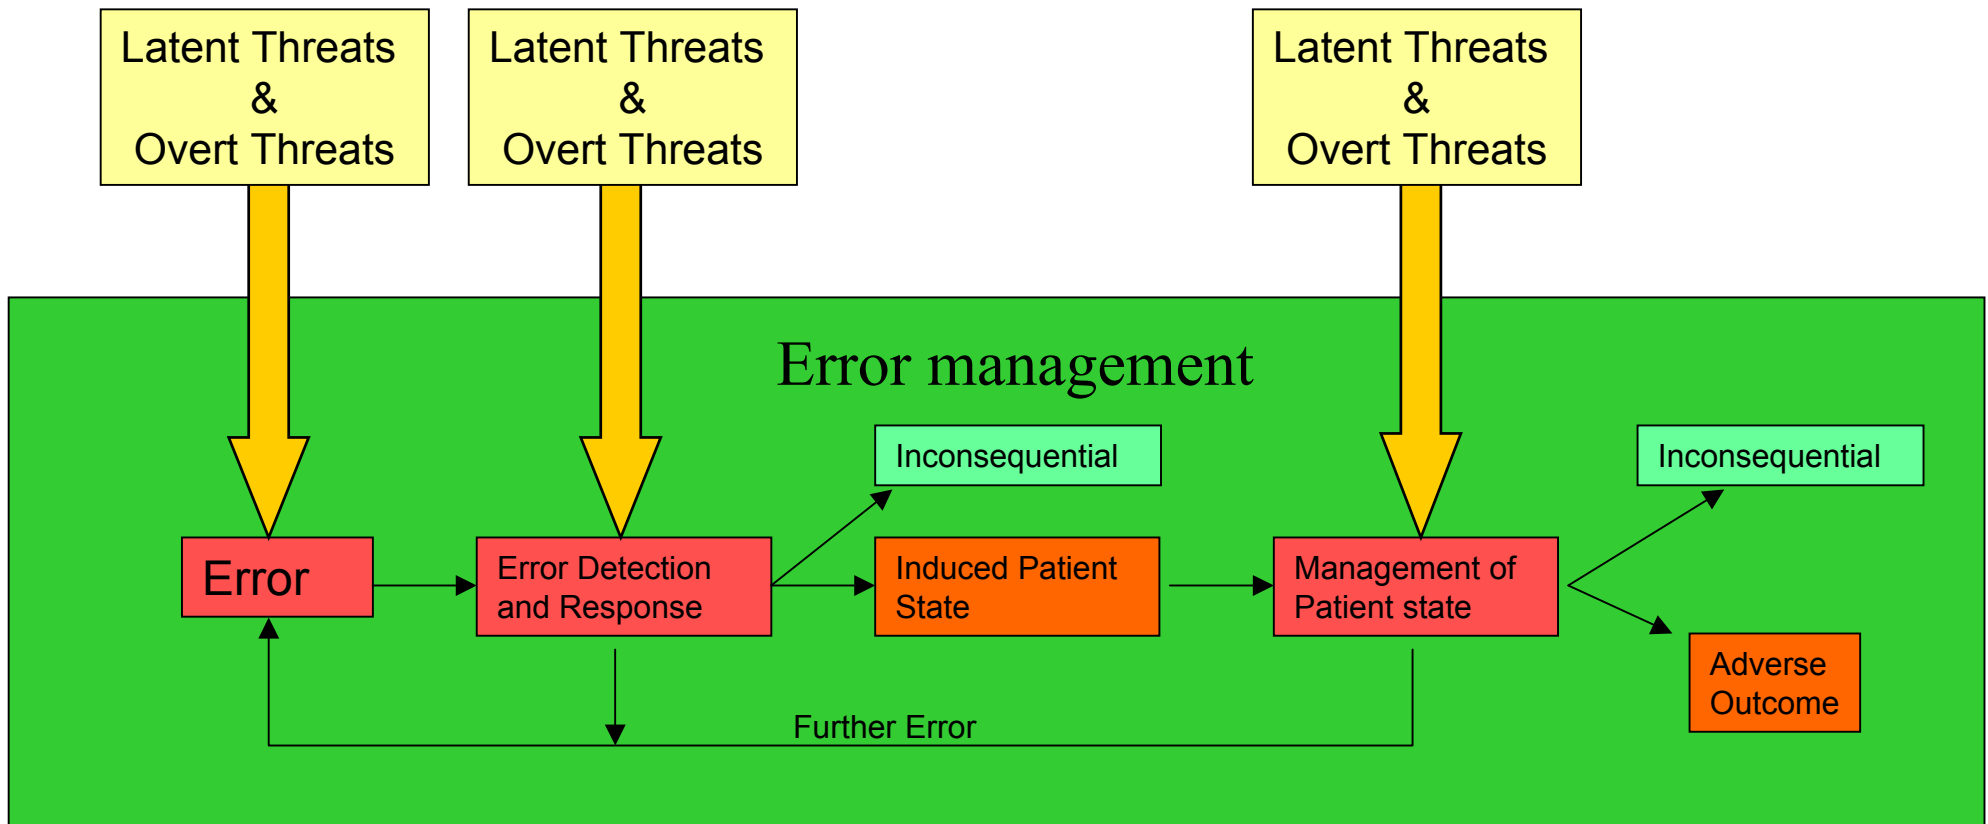 Latent Threats
&
Overt Threats
Latent Threats
&
Overt Threats
Latent Threats
&
Overt Threats
Error management
Inconsequential
Inconsequential
Error
Error Detection
and Response
Induced Patient
State
Management of
Patient state
Adverse
Outcome
Further Error